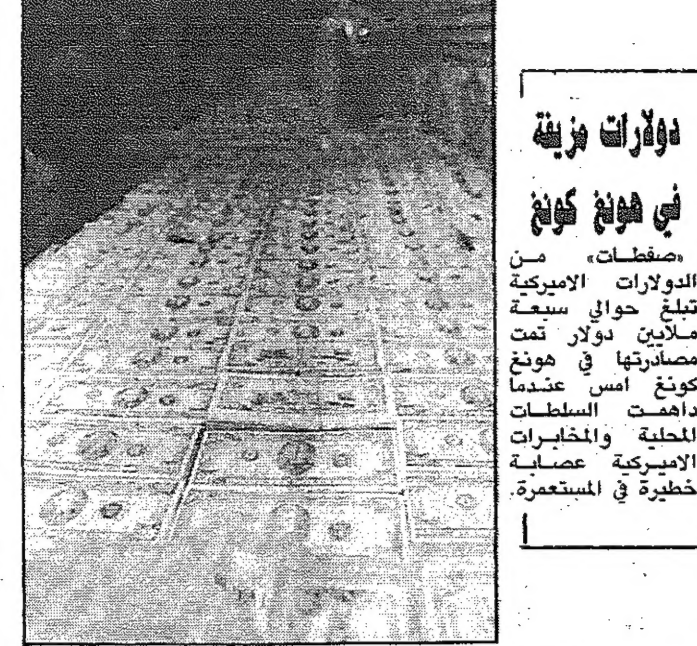 دولارات مزيفة
في هونغ كونغ
«صفطات» من
الدولارات الاميركية
تبلغ حوالي سبعة
ملايين دولار تمت
مصادرتها في هونغ
كونغ امس عندما
داهمت السلطات
المحلية والمخابرات
الاميركية عصابة
خطيرة في المستعمرة.